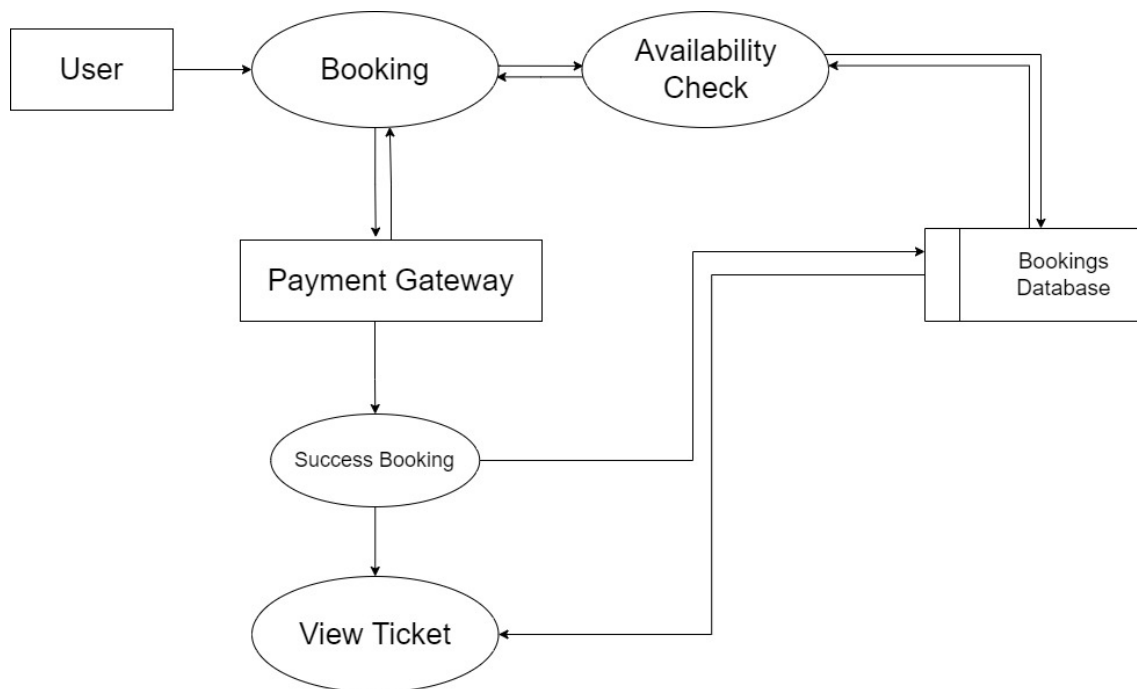 User
Booking
Availability
Check
Payment Gateway
Bookings
Database
Success Booking
View Ticket